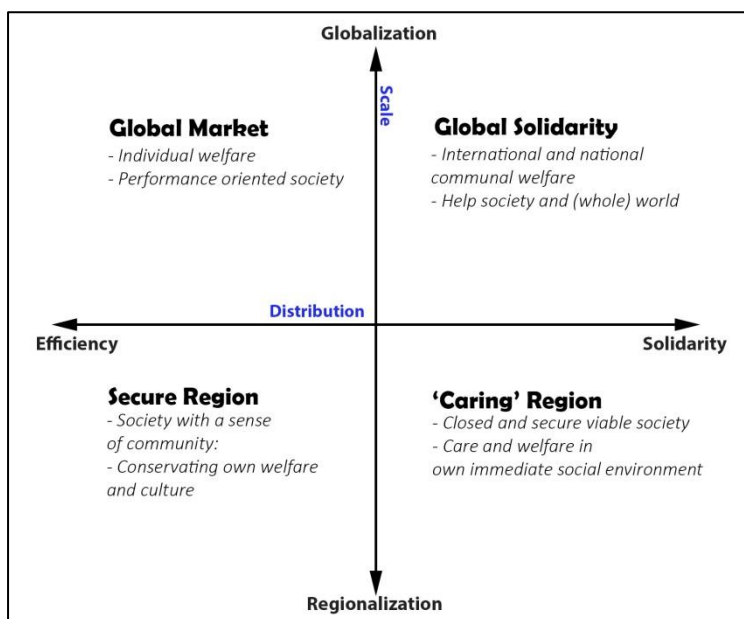 Globalization
Scale
Global Market
- Individual welfare
- Performance oriented society
Global Solidarity
- International and national
communal welfare
- Help society and (whole) world
Distribution
Efficiency
Solidarity
Secure Region
- Society with a sense
of community:
- Conservating own welfare
and culture
'Caring' Region
- Closed and secure viable society
- Care and welfare in
own immediate social environment
Regionalization